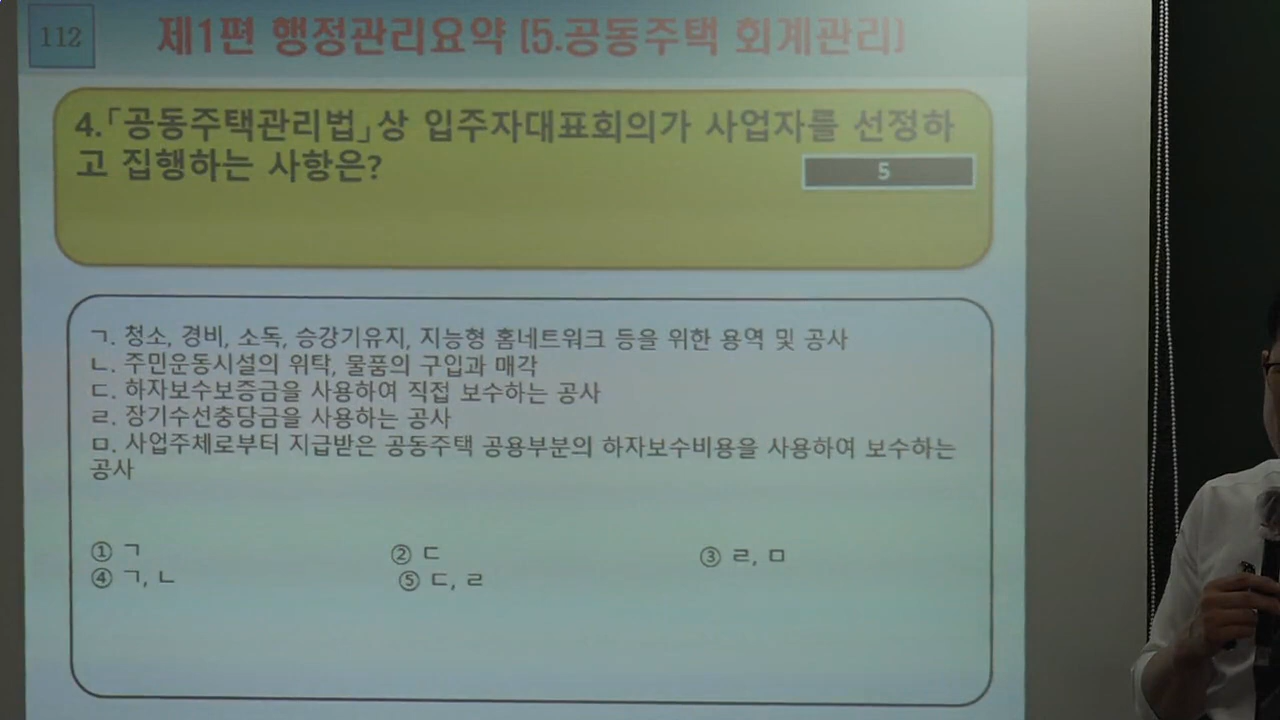 112
제1편 행정관리요약 [5.공동주택 회계관리]
4.「공동주택관리법」상 입주자대표회의가 사업자를 선정하
고 집행하는 사항은?
5
ㄱ. 청소, 경비, 소독, 승강기유지, 지능형 홈네트워크 등을 위한 용역 및 공사
ㄴ. 주민운동시설의 위탁, 물품의 구입과 매각
ㄷ. 하자보수보증금을 사용하여 직접 보수하는 공사
ㄹ. 장기수선충당금을 사용하는 공사
ㅁ. 사업주체로부터 지급받은 공동주택 공용부분의 하자보수비용을 사용하여 보수하는
공사
① ㄱ ② ㄷ ③ ㄹ, ㅁ
④ ㄱ, ㄴ ⑤ ㄷ, ㄹ